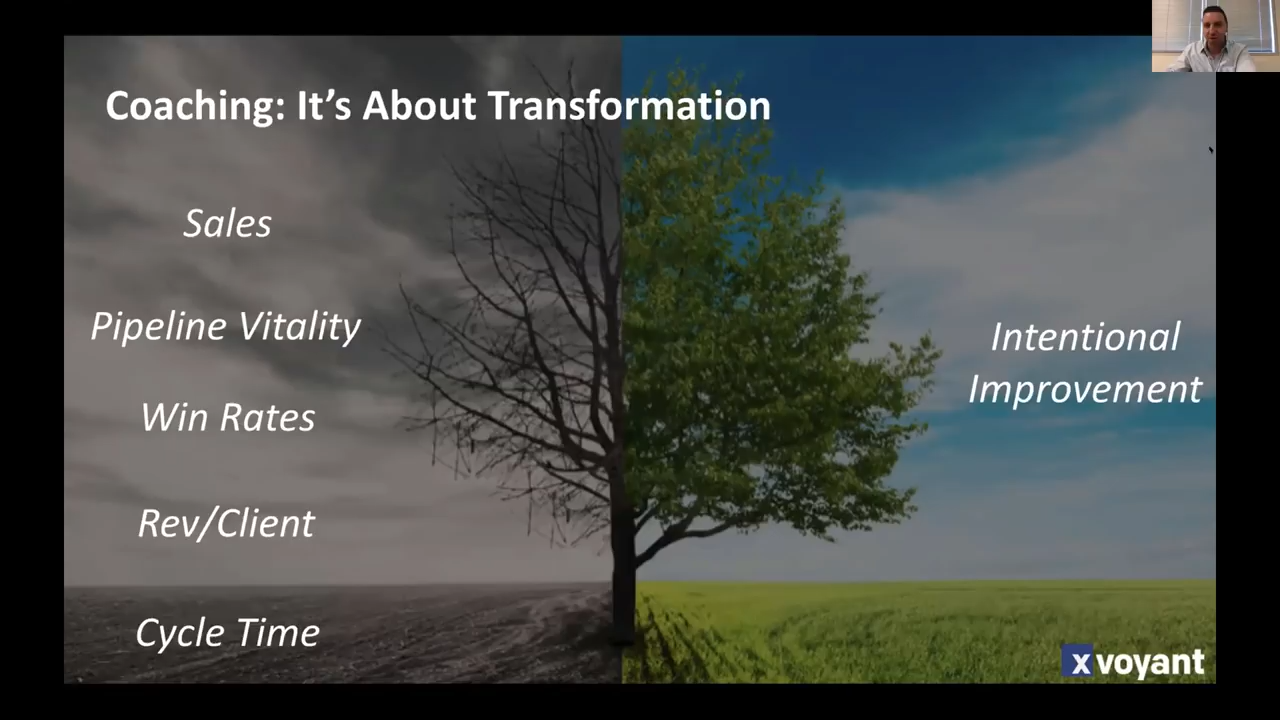 Coaching: It’s About Transformation
Sales
Pipeline Vitality
Win Rates
Rev/Client
Cycle Time
Intentional
Improvement
xvoyant